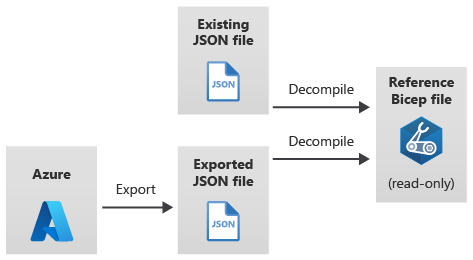 Existing
JSON file
JSON
Decompile
Reference
Bicep file
(read-only)
Decompile
Azure
Export
Exported
JSON file
JSON